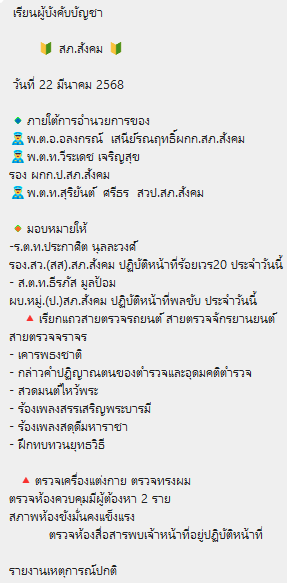 เรียนผู้บังคับบัญชา
🔰 สภ.สังคม 🔰
วันที่ 22 มีนาคม 2568
🔹ภายใต้การอำนวยการของ
👮พ.ต.อ.อลงกรณ์ เสนีย์รณฤทธิ์ผกก.สภ.สังคม
👮พ.ต.ท.วีระเดช เจริญสุข
รอง ผกก.ป.สภ.สังคม
👮พ.ต.ท.สุริยันต์ ศรีธร สวป.สภ.สังคม
🔸มอบหมายให้
-ร.ต.ท.ประกาศิต นุลละวงศ์
รอง.สว.(สส).สภ.สังคม ปฏิบัติหน้าที่ร้อยเวร20 ประจำวันนี้
- ส.ต.ท.ธีรภัส มูลป้อม
ผบ.หมู่.(ป.)สภ.สังคม ปฏิบัติหน้าที่พลขับ ประจำวันนี้
🔺เรียกแถวสายตรวจรถยนต์ สายตรวจจักรยานยนต์
สายตรวจจราจร
- เคารพธงชาติ
- กล่าวคำปฏิญาณตนของตำรวจและอุดมคติตำรวจ
- สวดมนต์ไหว้พระ
- ร้องเพลงสรรเสริญพระบารมี
- ร้องเพลงสดุดีมหาราชา
- ฝึกทบทวนยุทธวิธี
🔺ตรวจเครื่องแต่งกาย ตรวจทรงผม
ตรวจห้องควบคุมมีผู้ต้องหา 2 ราย
สภาพห้องขังมั่นคงแข็งแรง
ตรวจห้องสื่อสารพบเจ้าหน้าที่อยู่ปฏิบัติหน้าที่
รายงานเหตุการณ์ปกติ